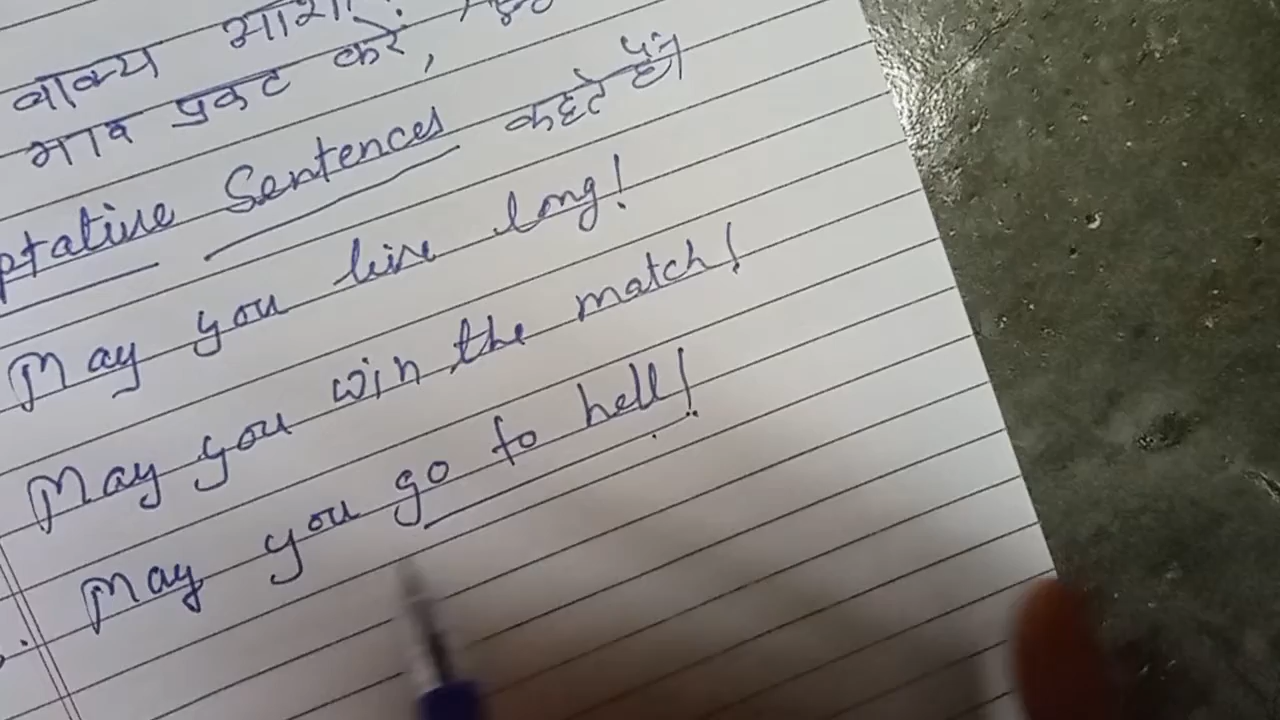 वाक्य
भाव प्रकट करें,
ptative Sentences कहते हैं।
May you live long!
May you win the match!
May you go to hell!